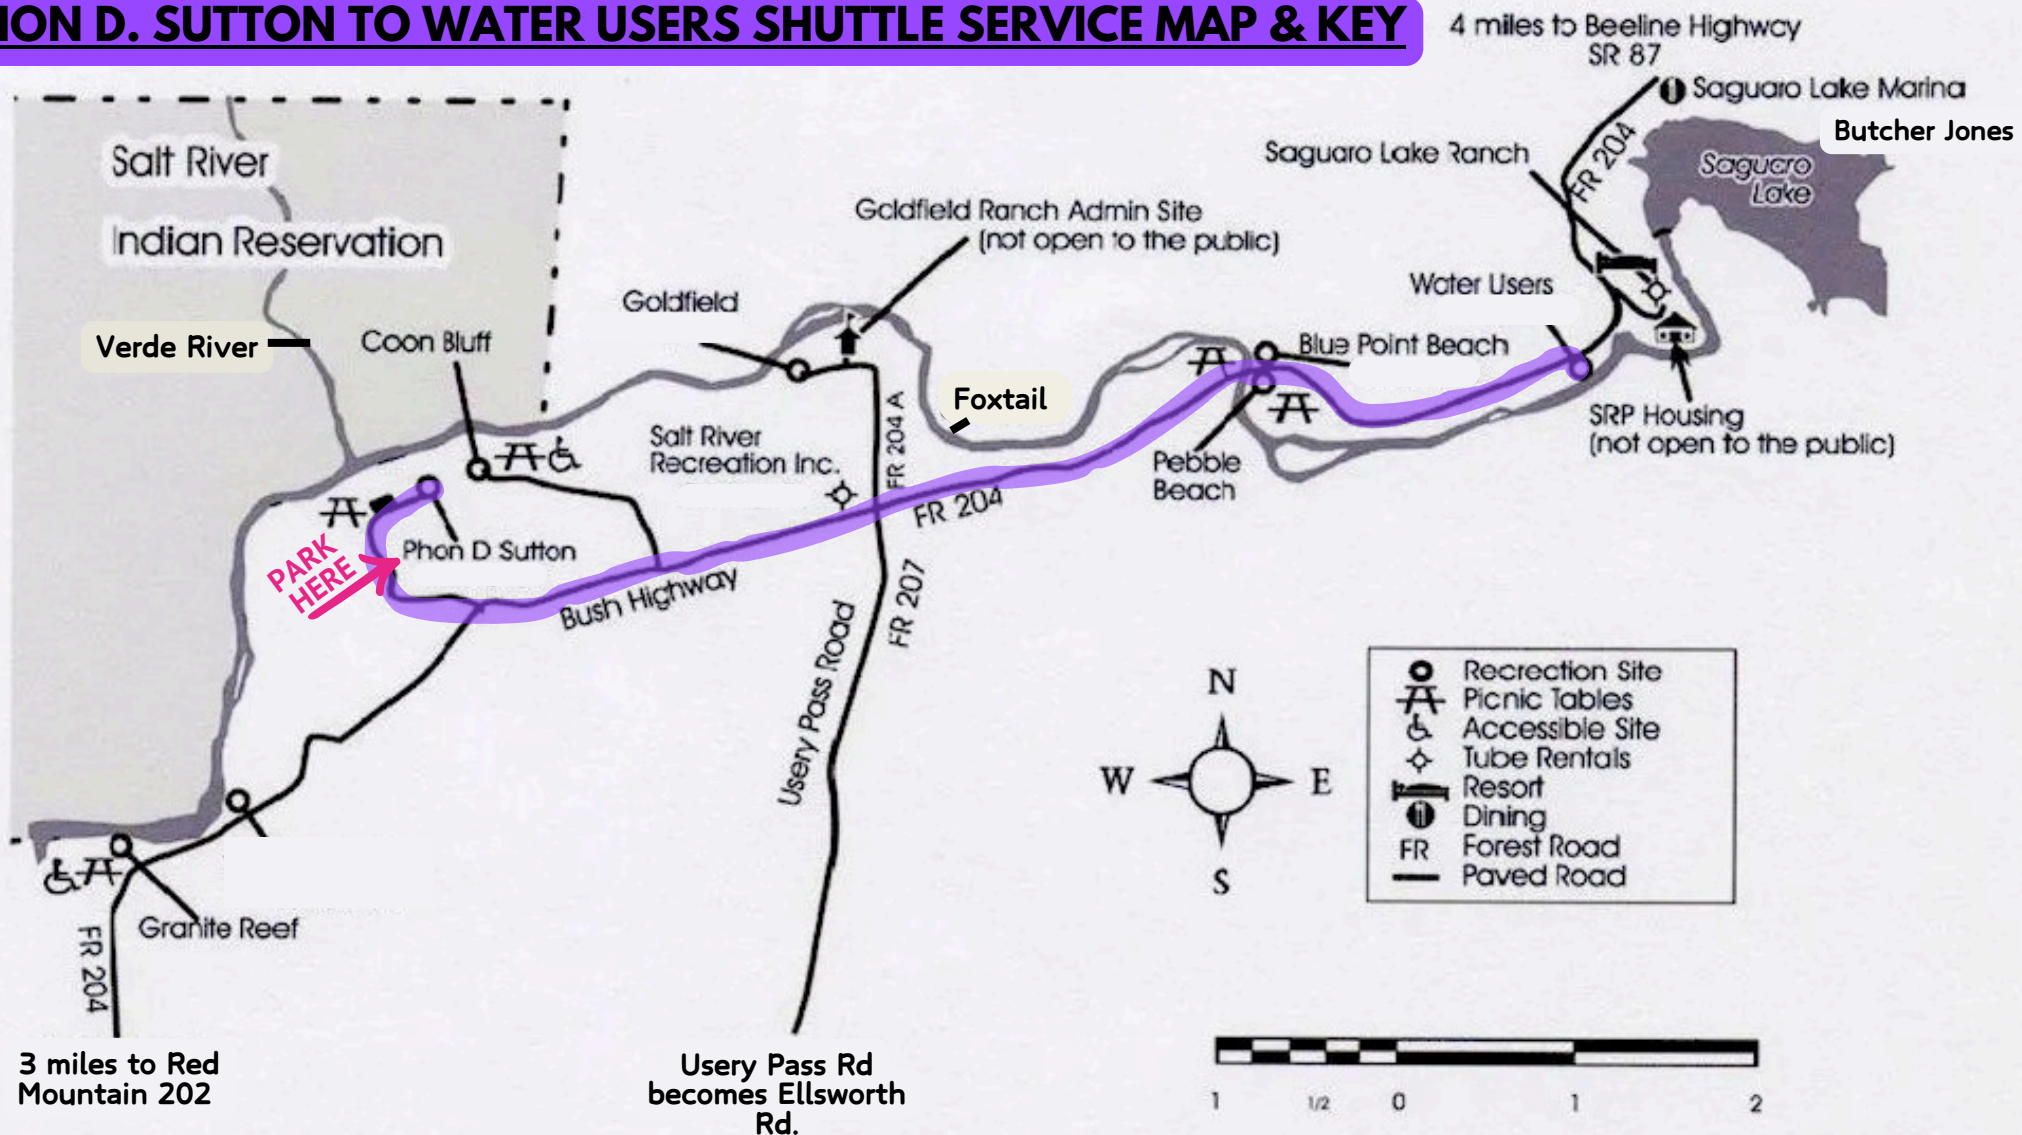 ION D. SUTTON TO WATER USERS SHUTTLE SERVICE MAP & KEY
4 miles to Beeline Highway
SR 87
Saguaro Lake Marina
Butcher Jones
Saguaro Lake Ranch
FR 204
Saguaro
Lake
Salt River
Indian Reservation
Goldfield Ranch Admin Site
(not open to the public)
Water Users
Goldfield
Verde River
Coon Bluff
Blue Point Beach
Foxtail
SRP Housing
(not open to the public)
Salt River
Recreation Inc.
FR 204 A
Pebble
Beach
FR 204
PARK
HERE
Phon D Sutton
Bush Highway
FR 207
Usery Pass Road
N
W
E
S
Recreation Site
Picnic Tables
Accessible Site
Tube Rentals
Resort
Dining
FR Forest Road
Paved Road
Granite Reef
FR 204
3 miles to Red
Mountain 202
Usery Pass Rd
becomes Ellsworth
Rd.
1 1/2 0 1 2